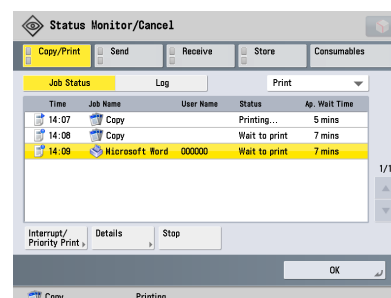 Status Monitor/Cancel
Copy/Print Send Receive Store Consumables
Job Status Log Print
Time Job Name User Name Status Ap. Wait Time
14:07 Copy Printing... 5 mins
14:08 Copy Wait to print 7 mins
14:09 Microsoft Word 000000 Wait to print 7 mins
1/1
Interrupt/ Priority Print Details Stop
OK
Copy Printing